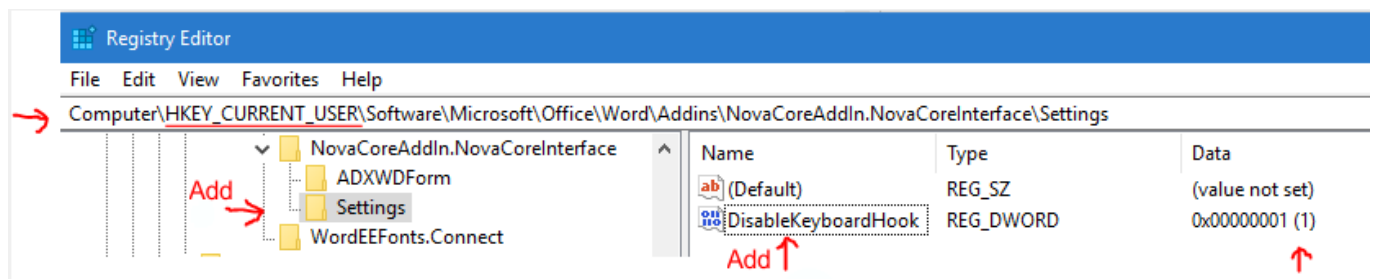 Registry Editor
File Edit View Favorites Help
Computer\HKEY_CURRENT_USER\Software\Microsoft\Office\Word\Addins\NovaCoreAddIn.NovaCoreInterface\Settings
NovaCoreAddIn.NovaCoreInterface
ADXWDForm
Add
Settings
WordEEFonts.Connect
Name Type Data
ab (Default) REG_SZ (value not set)
DisableKeyboardHook REG_DWORD 0x00000001 (1)
Add